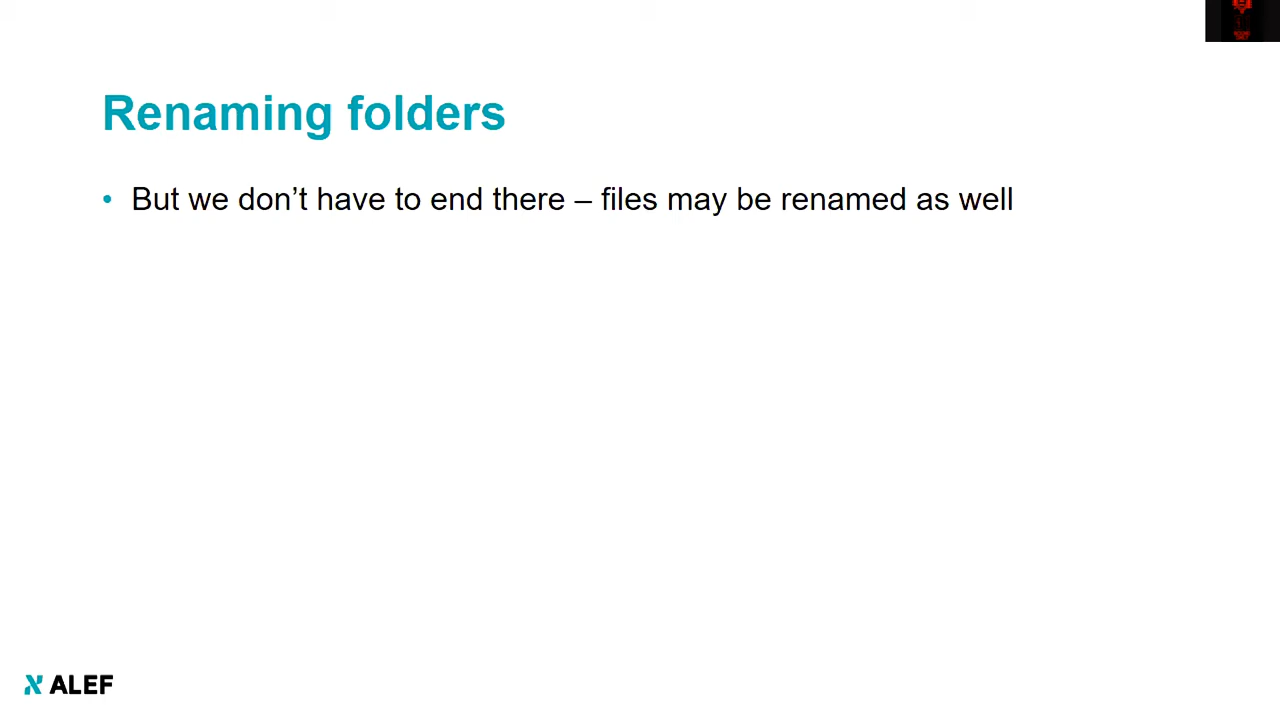 Renaming folders
• But we don’t have to end there – files may be renamed as well
ALEF